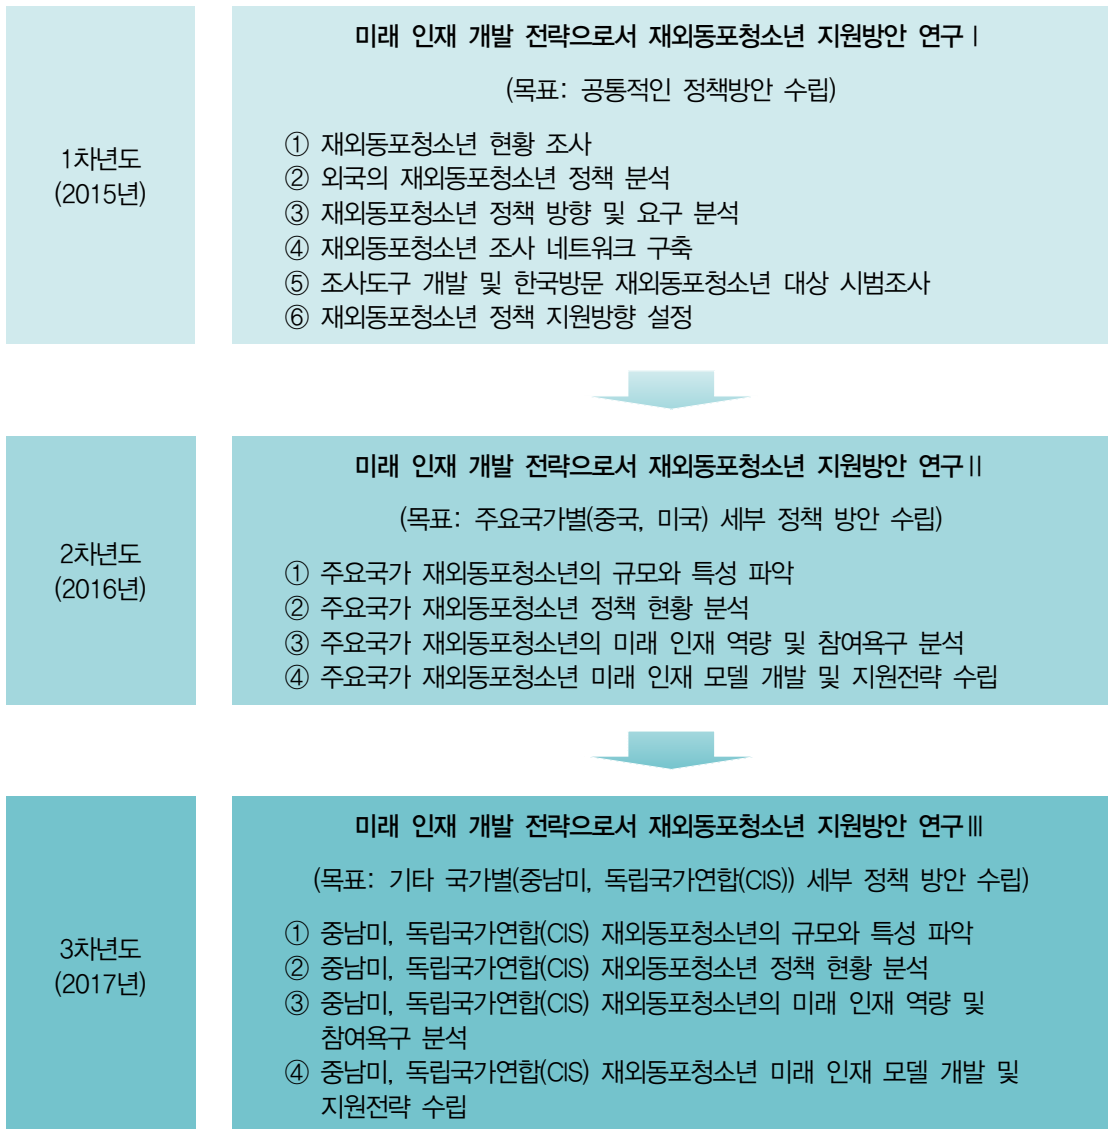 1차년도
(2015년)
미래 인재 개발 전략으로서 재외동포청소년 지원방안 연구Ⅰ
(목표: 공통적인 정책방안 수립)
① 재외동포청소년 현황 조사
② 외국의 재외동포청소년 정책 분석
③ 재외동포청소년 정책 방향 및 요구 분석
④ 재외동포청소년 조사 네트워크 구축
⑤ 조사도구 개발 및 한국방문 재외동포청소년 대상 시범조사
⑥ 재외동포청소년 정책 지원방향 설정
2차년도
(2016년)
미래 인재 개발 전략으로서 재외동포청소년 지원방안 연구Ⅱ
(목표: 주요국가별(중국, 미국) 세부 정책 방안 수립)
① 주요국가 재외동포청소년의 규모와 특성 파악
② 주요국가 재외동포청소년 정책 현황 분석
③ 주요국가 재외동포청소년의 미래 인재 역량 및 참여욕구 분석
④ 주요국가 재외동포청소년 미래 인재 모델 개발 및 지원전략 수립
3차년도
(2017년)
미래 인재 개발 전략으로서 재외동포청소년 지원방안 연구Ⅲ
(목표: 기타 국가별(중남미, 독립국가연합(CIS)) 세부 정책 방안 수립)
① 중남미, 독립국가연합(CIS) 재외동포청소년의 규모와 특성 파악
② 중남미, 독립국가연합(CIS) 재외동포청소년 정책 현황 분석
③ 중남미, 독립국가연합(CIS) 재외동포청소년의 미래 인재 역량 및
참여욕구 분석
④ 중남미, 독립국가연합(CIS) 재외동포청소년 미래 인재 모델 개발 및
지원전략 수립